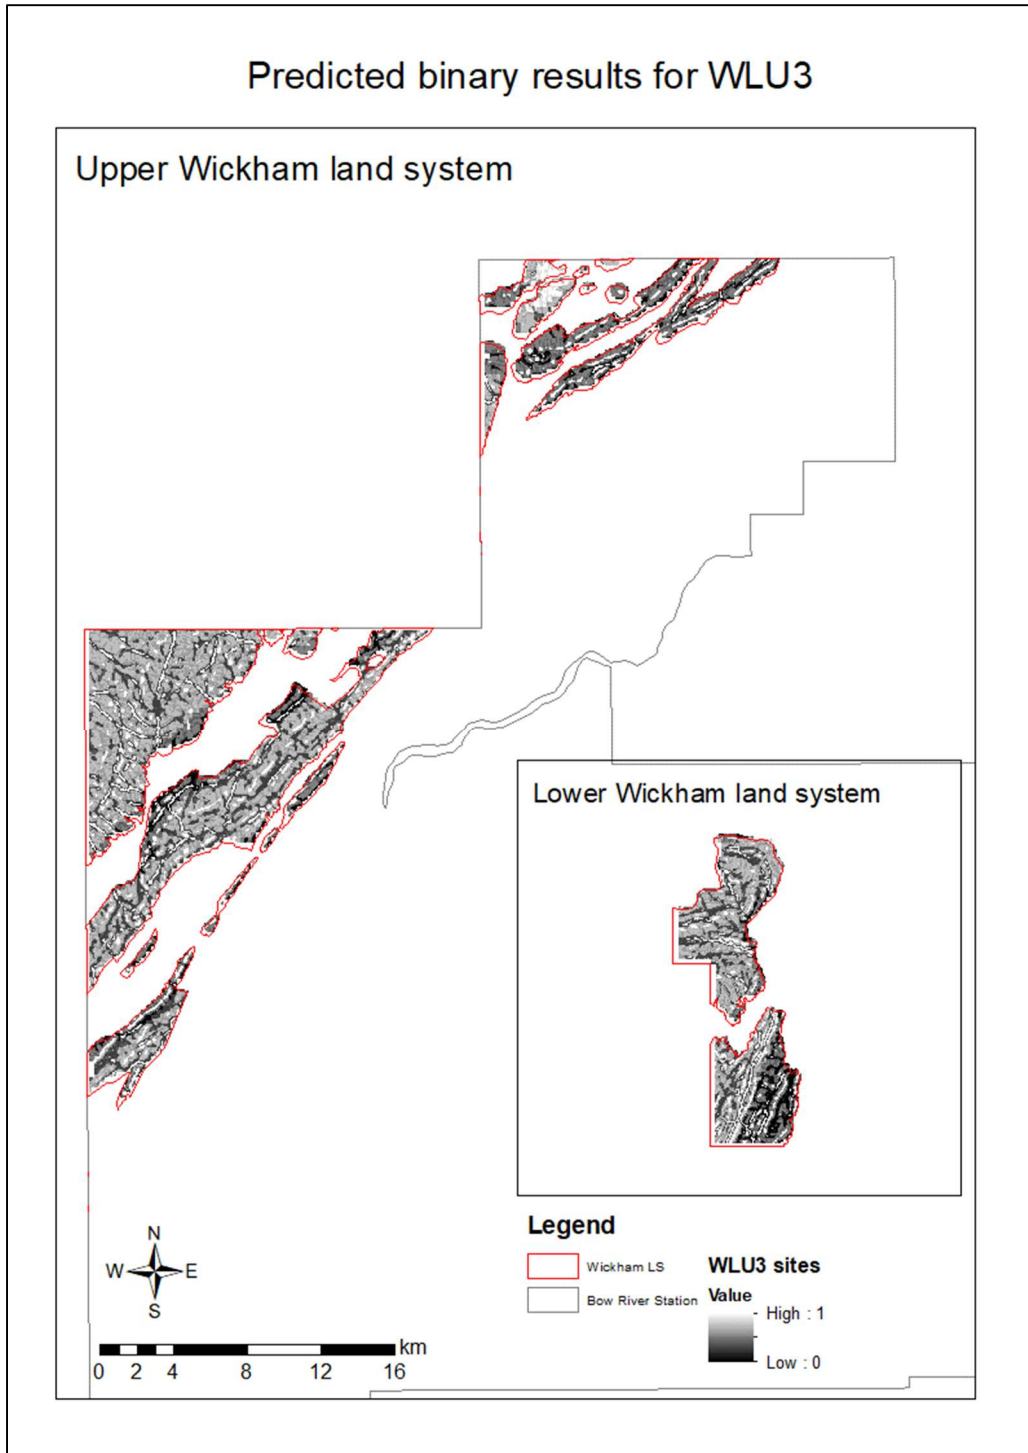 Predicted binary results for WLU3
Upper Wickham land system
Lower Wickham land system
N
W E
S
km
0 2 4 8 12 16
Legend
Wickham LS
Bow River Station
WLU3 sites
Value
High : 1
Low : 0